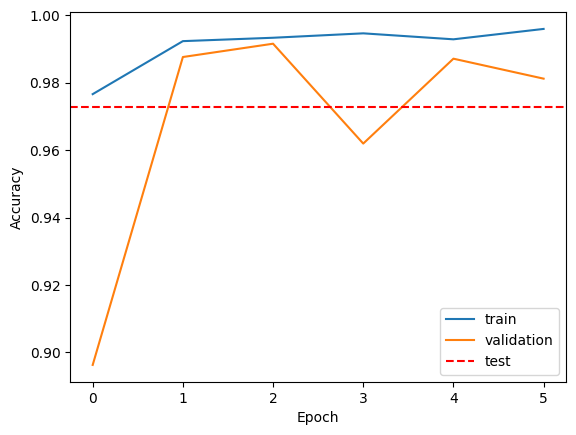 1.00
0.98
0.96
0.94
0.92
0.90
Accuracy
0 1 2 3 4 5
Epoch
train
validation
test